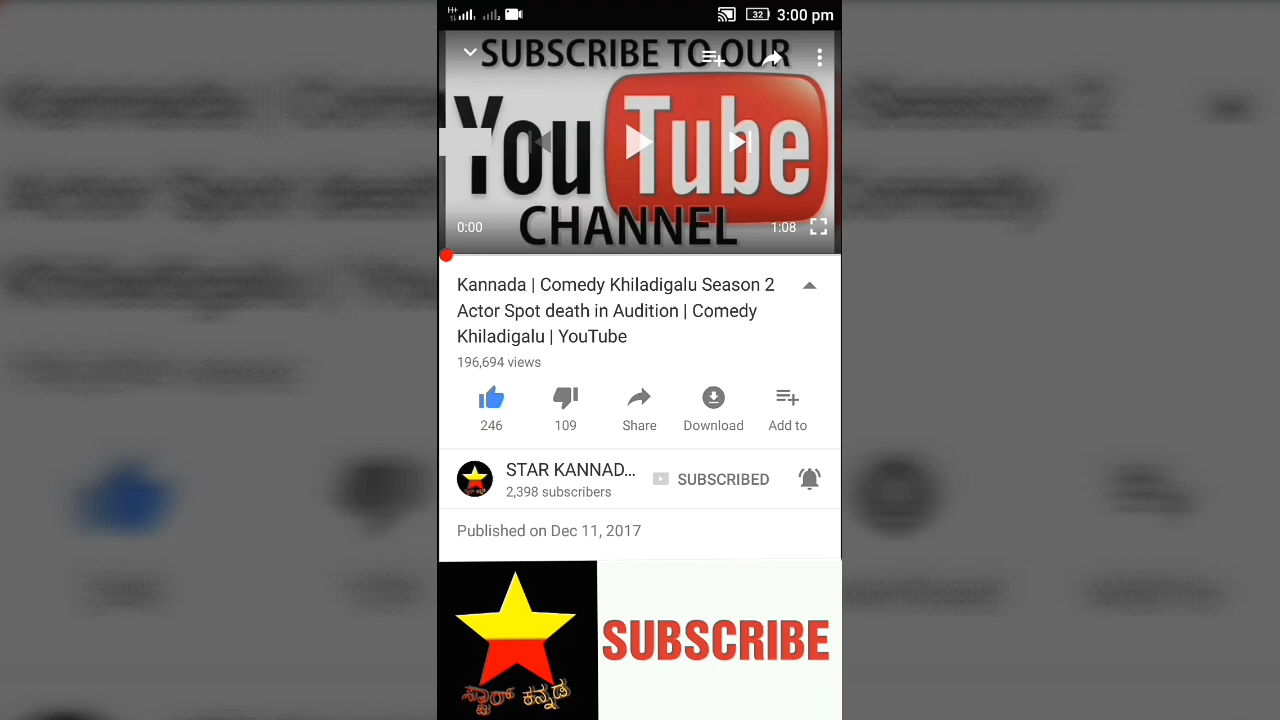 H+
32
3:00 pm
SUBSCRIBE TO OUR
YouTube
CHANNEL
0:00
1:08
Kannada | Comedy Khiladigalu Season 2
Actor Spot death in Audition | Comedy
Khiladigalu | YouTube
196,694 views
246
109
Share
Download
Add to
STAR KANNAD...
SUBSCRIBED
2,398 subscribers
Published on Dec 11, 2017
SUBSCRIBE
ಸ್ಟಾರ್ ಕನ್ನಡ